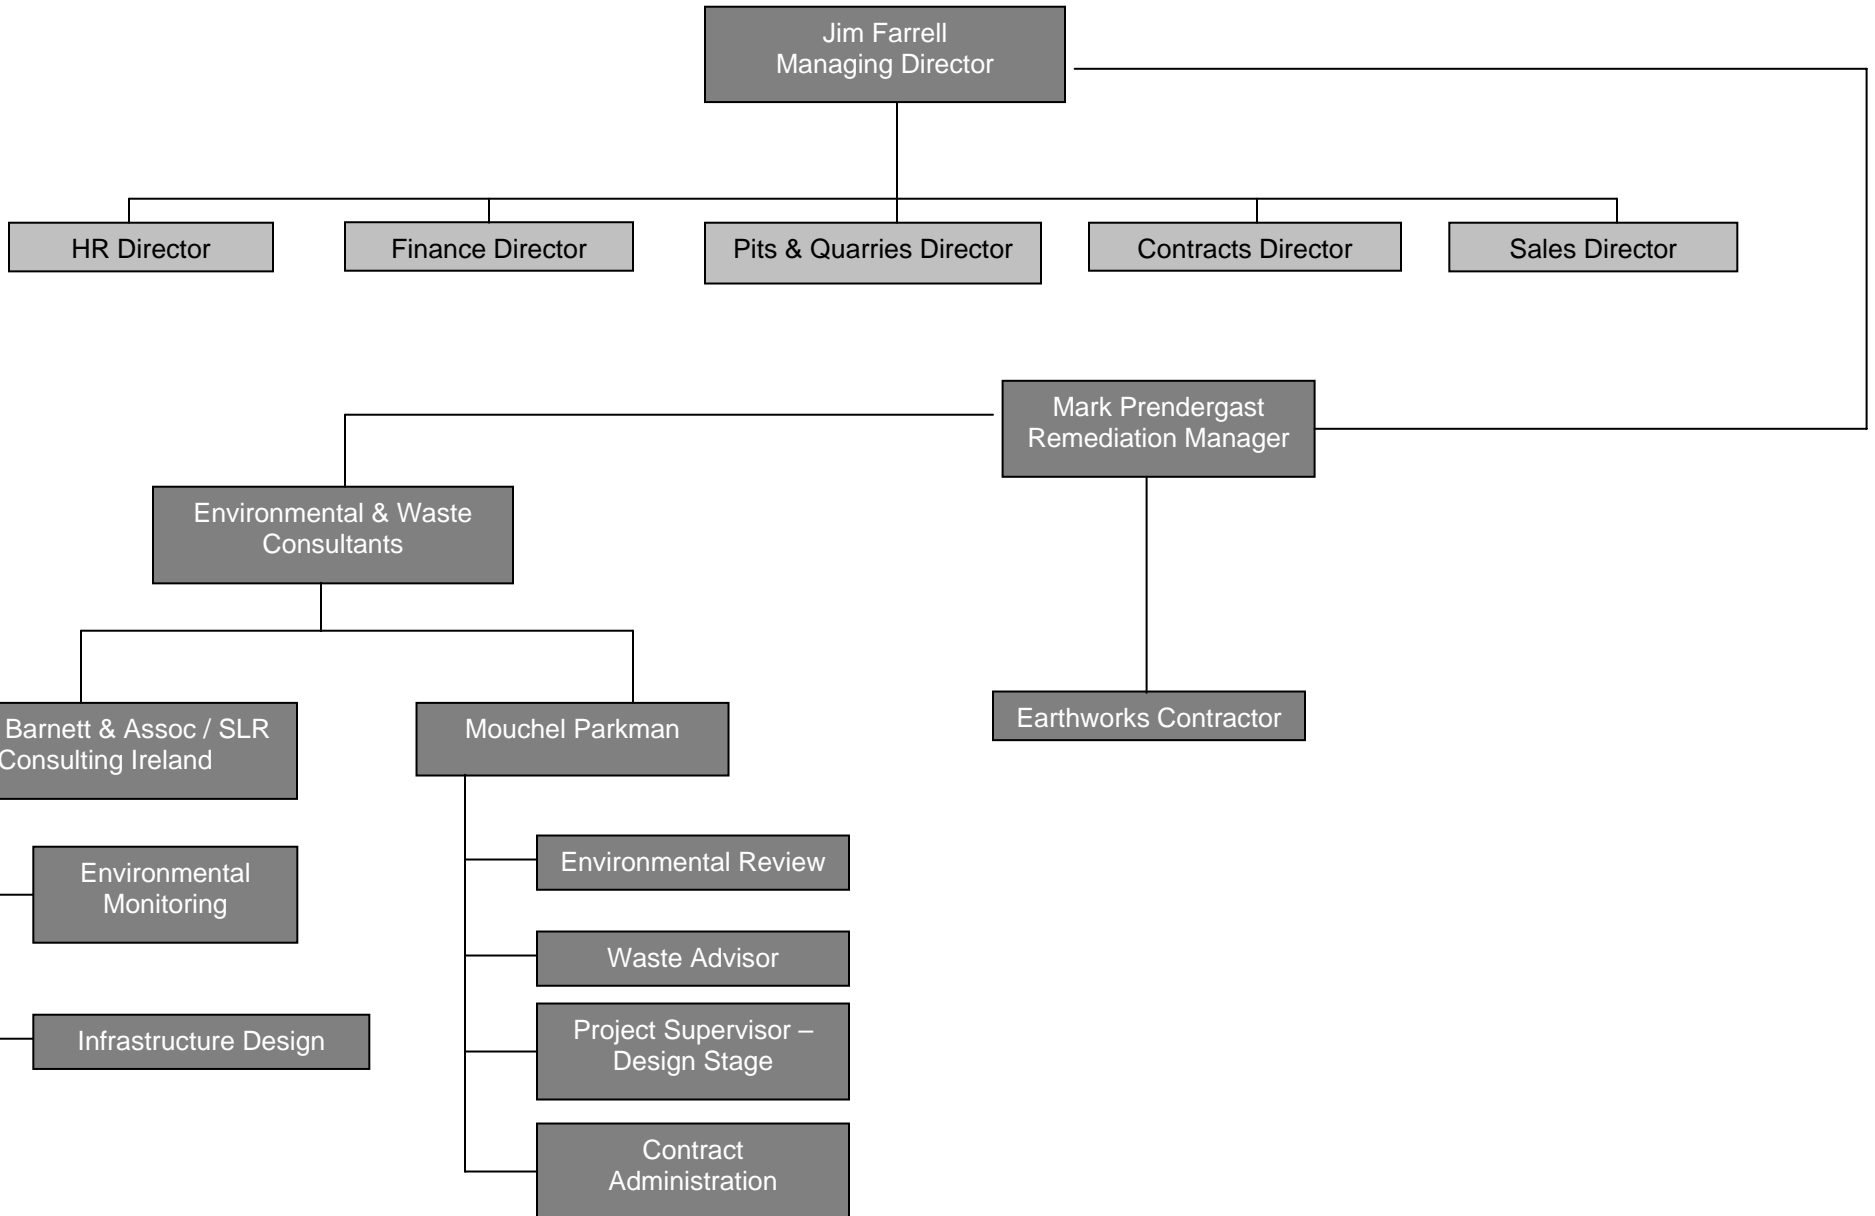 Jim Farrell
Managing Director
HR Director
Finance Director
Pits & Quarries Director
Contracts Director
Sales Director
Mark Prendergast
Remediation Manager
Environmental & Waste
Consultants
Barnett & Assoc / SLR
Consulting Ireland
Mouchel Parkman
Earthworks Contractor
Environmental
Monitoring
Infrastructure Design
Environmental Review
Waste Advisor
Project Supervisor –
Design Stage
Contract
Administration